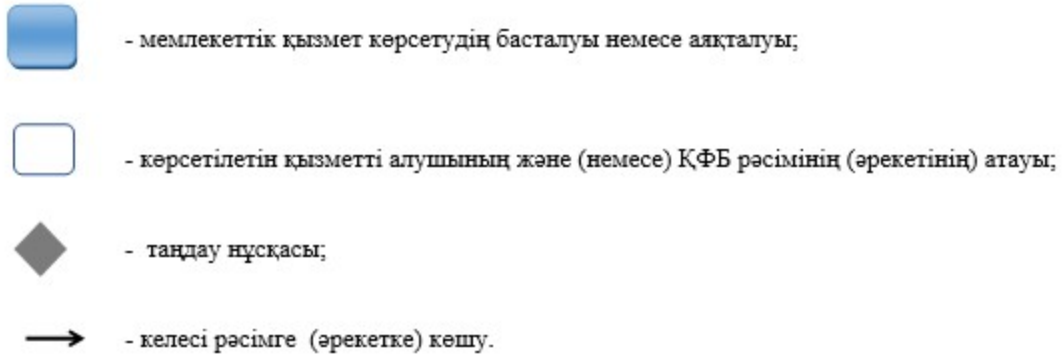 - мемлекеттік қызмет көрсетудің басталуы немесе аяқталуы;
- көрсетілетін қызметті алушының және (немесе) ҚФБ рәсімінің (әрекетінің) атауы;
- таңдау нұсқасы;
- келесі рәсімге (әрекетке) көшу.